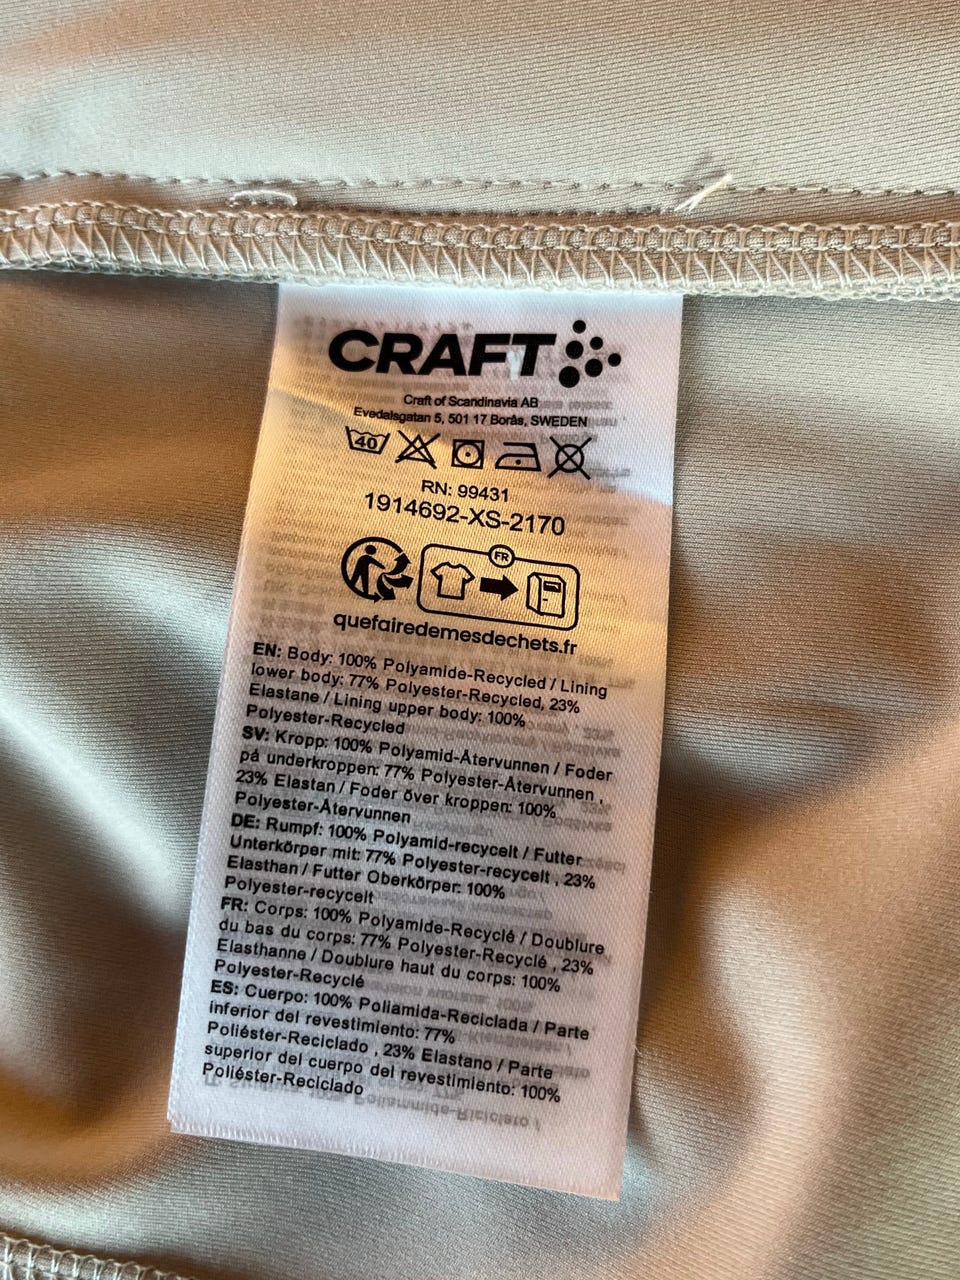 CRAFT
Craft of Scandinavia AB
Evedalsgatan 5, 501 17 Borås, SWEDEN
40
RN: 99431
1914692-XS-2170
FR
quefairedemesdechets.fr
EN: Body: 100% Polyamide-Recycled / Lining
lower body: 77% Polyester-Recycled, 23%
Elastane / Lining upper body: 100%
Polyester-Recycled
SV: Kropp: 100% Polyamid-Återvunnen / Foder
på underkroppen: 77% Polyester-Återvunnen ,
23% Elastan / Foder över kroppen: 100%
Polyester-Återvunnen
DE: Rumpf: 100% Polyamid-recycelt / Futter
Unterkörper mit: 77% Polyester-recycelt , 23%
Elasthan / Futter Oberkörper: 100%
Polyester-recycelt
FR: Corps: 100% Polyamide-Recyclé / Doublure
du bas du corps: 77% Polyester-Recyclé , 23%
Elasthanne / Doublure haut du corps: 100%
Polyester-Recyclé
ES: Cuerpo: 100% Poliamida-Reciclada / Parte
inferior del revestimiento: 77%
Poliéster-Reciclado , 23% Elastano / Parte
superior del cuerpo del revestimiento: 100%
Poliéster-Reciclado